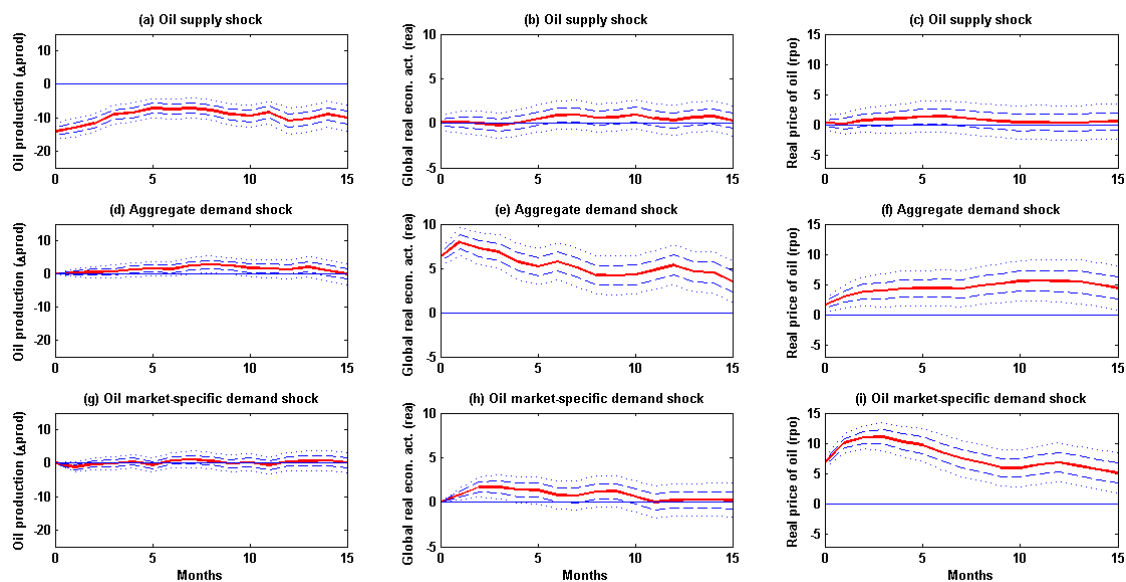 (a) Oil supply shock
Oil production (Δprod)
10
0
-10
-20
0 5 10 15
(b) Oil supply shock
Global real econ. act. (rea)
10
5
0
-5
0 5 10 15
(c) Oil supply shock
Real price of oil (rpo)
15
10
5
0
-5
0 5 10 15
(d) Aggregate demand shock
Oil production (Δprod)
10
0
-10
-20
0 5 10 15
(e) Aggregate demand shock
Global real econ. act. (rea)
10
5
0
-5
0 5 10 15
(f) Aggregate demand shock
Real price of oil (rpo)
15
10
5
0
-5
0 5 10 15
(g) Oil market-specific demand shock
Oil production (Δprod)
10
0
-10
-20
0 5 10 15
Months
(h) Oil market-specific demand shock
Global real econ. act. (rea)
10
5
0
-5
0 5 10 15
Months
(i) Oil market-specific demand shock
Real price of oil (rpo)
15
10
5
0
-5
0 5 10 15
Months